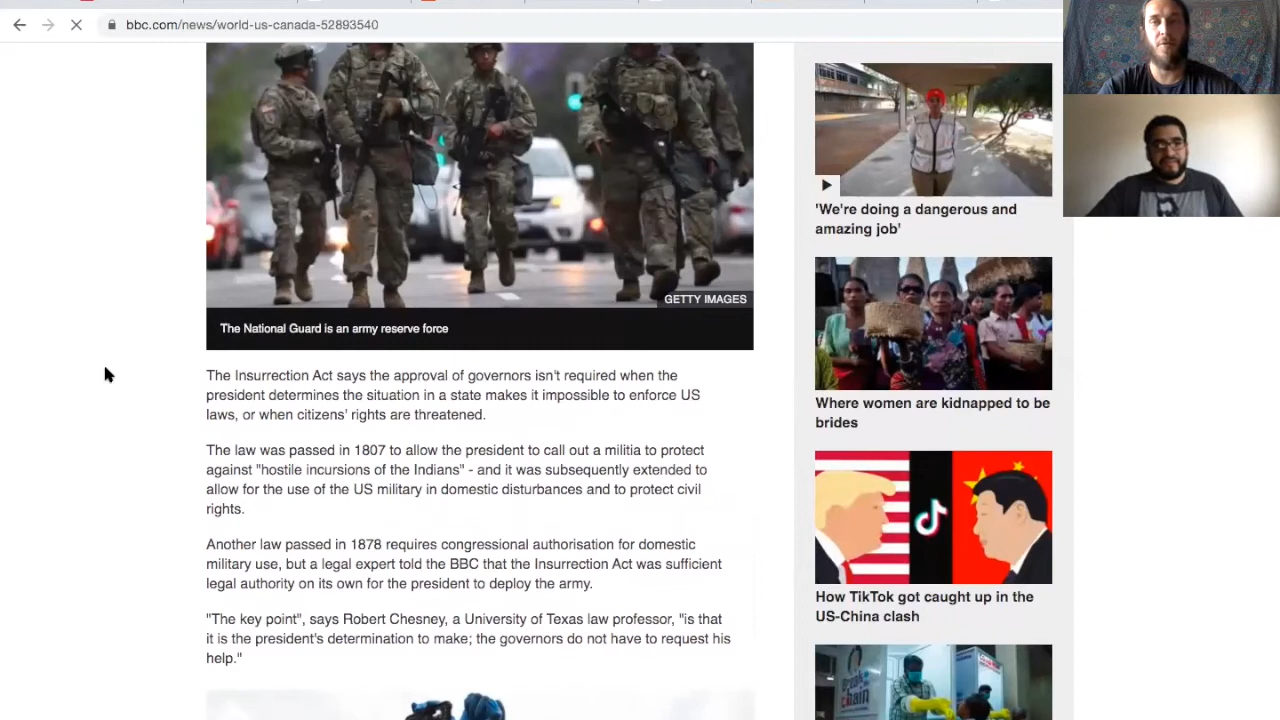 bbc.com/news/world-us-canada-52893540
GETTY IMAGES
The National Guard is an army reserve force
The Insurrection Act says the approval of governors isn't required when the
president determines the situation in a state makes it impossible to enforce US
laws, or when citizens' rights are threatened.
The law was passed in 1807 to allow the president to call out a militia to protect
against "hostile incursions of the Indians" - and it was subsequently extended to
allow for the use of the US military in domestic disturbances and to protect civil
rights.
Another law passed in 1878 requires congressional authorisation for domestic
military use, but a legal expert told the BBC that the Insurrection Act was sufficient
legal authority on its own for the president to deploy the army.
"The key point", says Robert Chesney, a University of Texas law professor, "is that
it is the president's determination to make; the governors do not have to request his
help."
'We're doing a dangerous and
amazing job'
Where women are kidnapped to be
brides
How TikTok got caught up in the
US-China clash
Break
chain